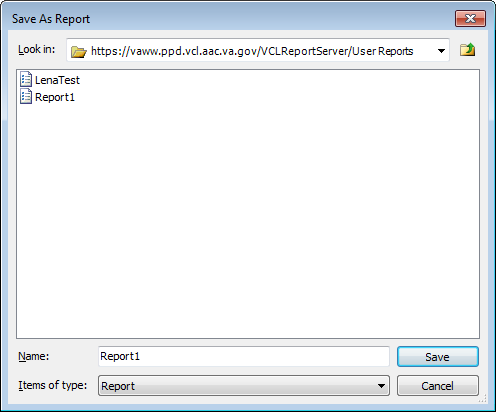 Save As Report
Look in: https://vaww.ppd.vcl.aac.va.gov/VCLReportServer/User Reports
LenaTest
Report1
Name: Report1 Save
Items of type: Report Cancel